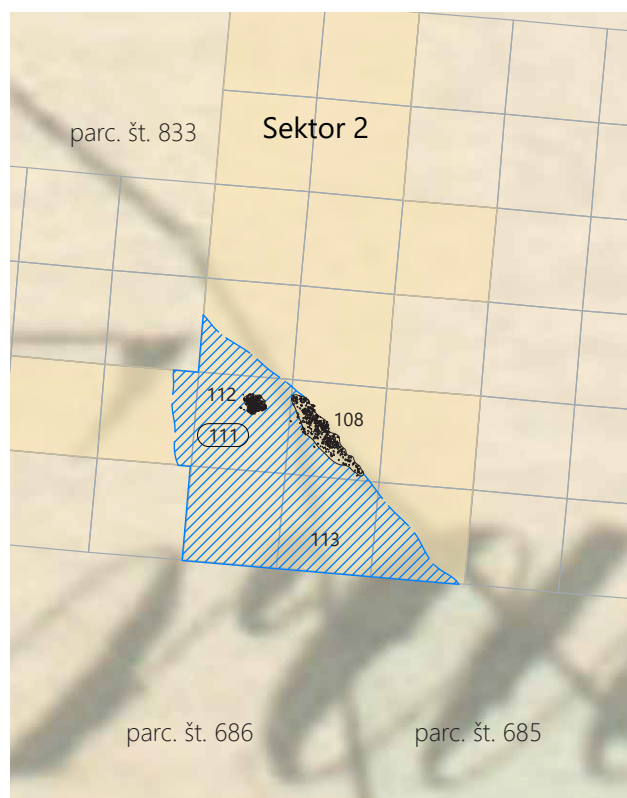 Sektor 2
parc. št. 833
112
108
111
113
parc. št. 686
parc. št. 685